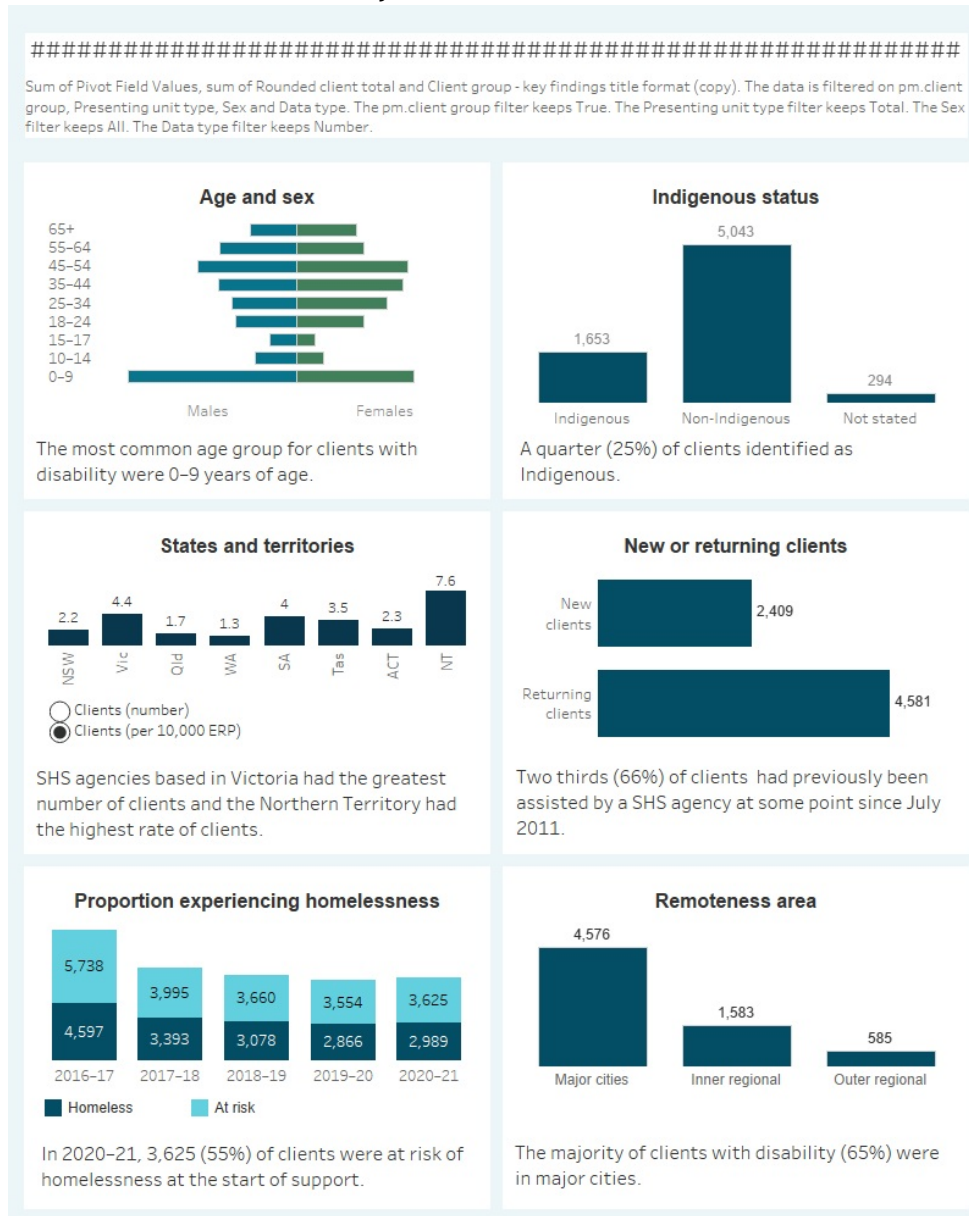 ############################################################
Sum of Pivot Field Values, sum of Rounded client total and Client group - key findings title format (copy). The data is filtered on pm.client
group, Presenting unit type, Sex and Data type. The pm.client group filter keeps True. The Presenting unit type filter keeps Total. The Sex
filter keeps All. The Data type filter keeps Number.
Age and sex
65+
55–64
45–54
35–44
25–34
18–24
15–17
10–14
0–9
Males Females
The most common age group for clients with
disability were 0–9 years of age.
Indigenous status
5,043
1,653
294
Indigenous Non-Indigenous Not stated
A quarter (25%) of clients identified as
Indigenous.
States and territories
2.2 4.4 1.7 1.3 4 3.5 2.3 7.6
NSW Vic Qld WA SA Tas ACT NT
Clients (number)
Clients (per 10,000 ERP)
SHS agencies based in Victoria had the greatest
number of clients and the Northern Territory had
the highest rate of clients.
New or returning clients
New
clients
2,409
Returning
clients
4,581
Two thirds (66%) of clients had previously been
assisted by a SHS agency at some point since July
2011.
Proportion experiencing homelessness
5,738 3,995 3,660 3,554 3,625
4,597 3,393 3,078 2,866 2,989
2016–17 2017–18 2018–19 2019–20 2020–21
Homeless At risk
In 2020–21, 3,625 (55%) of clients were at risk of
homelessness at the start of support.
Remoteness area
4,576
1,583
585
Major cities Inner regional Outer regional
The majority of clients with disability (65%) were
in major cities.